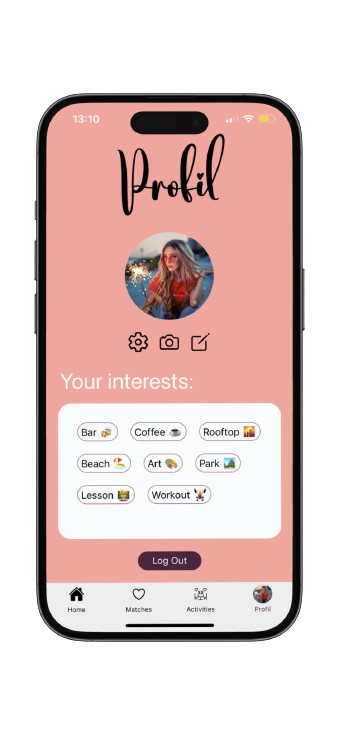 13:10
Profil
Your interests:
Bar 🍻 Coffee ☕ Rooftop 🌇
Beach 🏖️ Art 🎨 Park 🏞️
Lesson 👩‍🏫 Workout 🏋️
Log Out
Home Matches Activities Profil